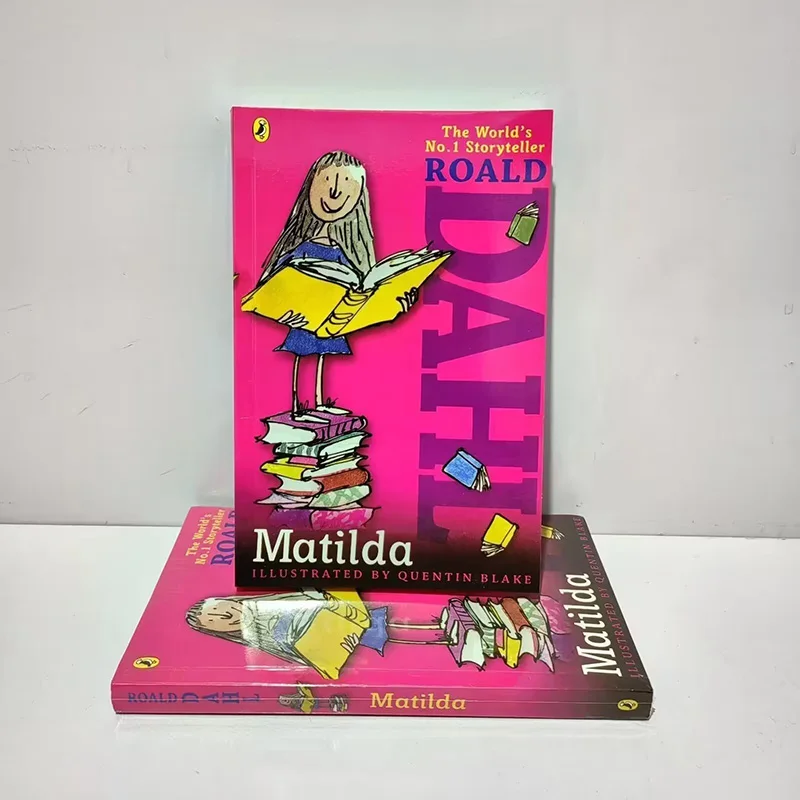 The World's
No.1 Storyteller
ROALD
DAHL
Matilda
ILLUSTRATED BY QUENTIN BLAKE
The World's
No.1 Storyteller
ROALD
Matilda
ILLUSTRATED BY QUENTIN BLAKE
ROALD DAHL Matilda